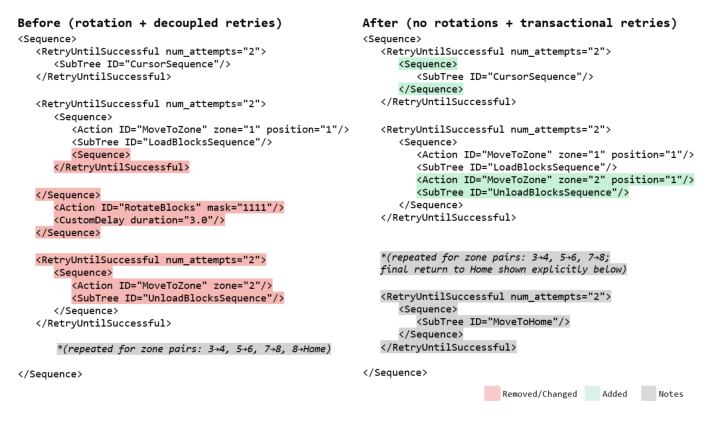 Before (rotation + decoupled retries)
<Sequence>
<RetryUntilSuccessful num_attempts="2">
<SubTree ID="CursorSequence"/>
</RetryUntilSuccessful>
<RetryUntilSuccessful num_attempts="2">
<Sequence>
<Action ID="MoveToZone" zone="1" position="1"/>
<SubTree ID="LoadBlocksSequence"/>
<Sequence>
</RetryUntilSuccessful>
</Sequence>
<Action ID="RotateBlocks" mask="1111"/>
<CustomDelay duration="3.0"/>
</Sequence>
<RetryUntilSuccessful num_attempts="2">
<Sequence>
<Action ID="MoveToZone" zone="2"/>
<SubTree ID="UnloadBlocksSequence"/>
</Sequence>
</RetryUntilSuccessful>
*(repeated for zone pairs: 3→4, 5→6, 7→8, 8→Home)
</Sequence>
After (no rotations + transactional retries)
<Sequence>
<RetryUntilSuccessful num_attempts="2">
<Sequence>
<SubTree ID="CursorSequence"/>
</Sequence>
</RetryUntilSuccessful>
<RetryUntilSuccessful num_attempts="2">
<Sequence>
<Action ID="MoveToZone" zone="1" position="1"/>
<SubTree ID="LoadBlocksSequence"/>
<Action ID="MoveToZone" zone="2" position="1"/>
<SubTree ID="UnloadBlocksSequence"/>
</Sequence>
</RetryUntilSuccessful>
*(repeated for zone pairs: 3→4, 5→6, 7→8;
final return to Home shown explicitly below)
<RetryUntilSuccessful num_attempts="2">
<Sequence>
<SubTree ID="MoveToHome"/>
</Sequence>
</RetryUntilSuccessful>
</Sequence>
Removed/Changed
Added
Notes